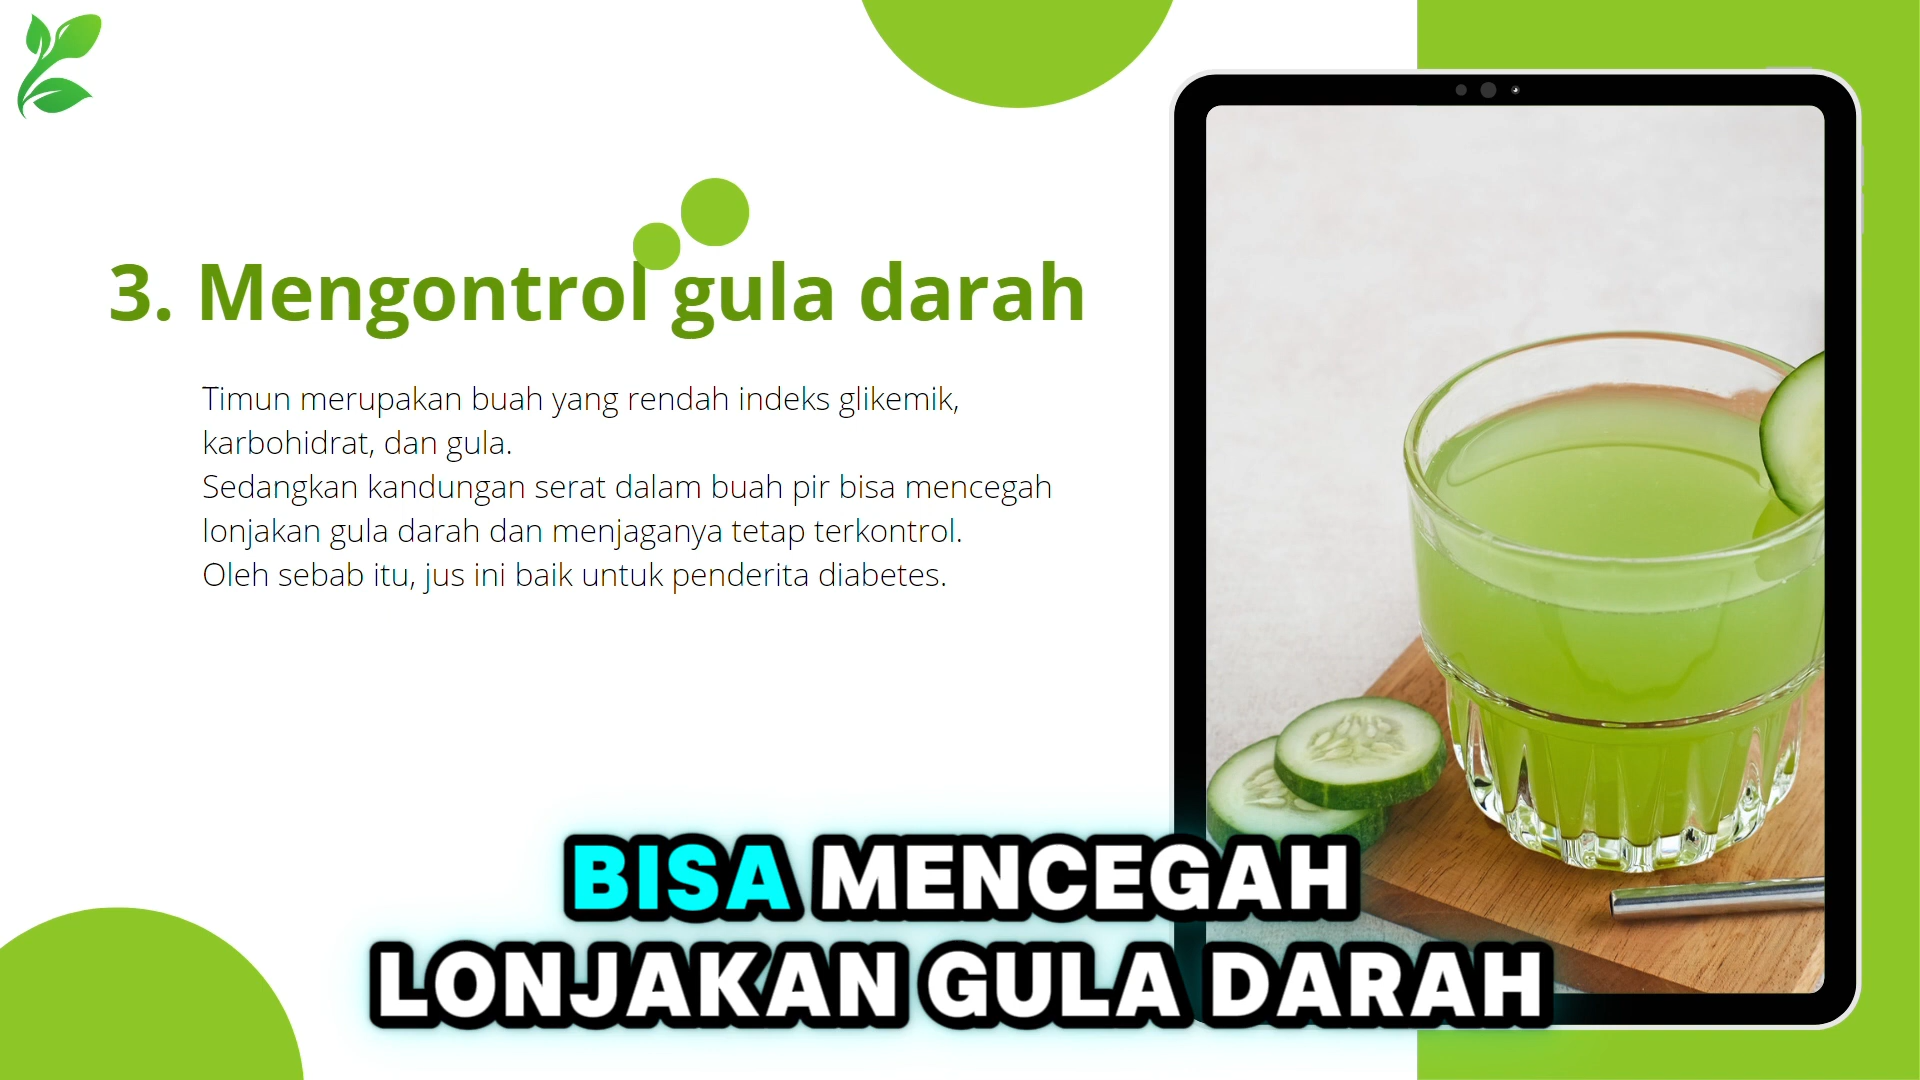 3. Mengontrol gula darah
Timun merupakan buah yang rendah indeks glikemik,
karbohidrat, dan gula.
Sedangkan kandungan serat dalam buah pir bisa mencegah
lonjakan gula darah dan menjaganya tetap terkontrol.
Oleh sebab itu, jus ini baik untuk penderita diabetes.
BISA MENCEGAH
LONJAKAN GULA DARAH